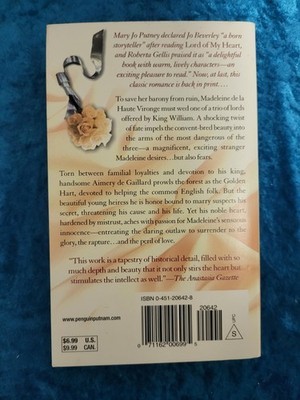 Mary Jo Putney declared Jo Beverley "a born
storyteller" after reading Lord of My Heart,
and Roberta Gellis praised it as "a delightful
book with warm, lively characters—an
exciting pleasure to read." Now, at last, this
classic romance is back in print....
To save her barony from ruin, Madeleine de la
Haute Vironge must wed one of a trio of lords
offered by King William. A shocking twist
of fate impels the convent-bred beauty into
the arms of the most dangerous of the
three—a magnificent, exciting stranger
Madeleine desires...but also fears.
Torn between familial loyalties and devotion to his king,
handsome Aimery de Gaillard prowls the forest as the Golden
Hart, devoted to helping the common English folk. But the
beautiful young heiress he is honor bound to marry suspects his
secret, threatening his cause and his life. Yet his noble heart,
hardened by mistrust, aches with passion for Madeleine's sensuous
innocence—entreating the daring outlaw to surrender to the
glory, the rapture...and the peril of love.
"This work is a tapestry of historical detail, filled with so
much depth and beauty that it not only stirs the heart but
stimulates the intellect as well."—The Anastasia Gazette
ISBN 0-451-20642-8
20642
www.penguinputnam.com
$6.99 U.S.
$9.99 CAN.
0 71162 00699 5
UPC
S